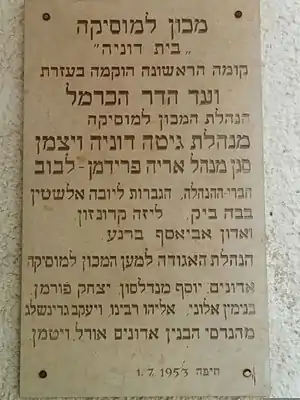 מכון למוסיקה
„בית דוניה”
קומה הראשונה הוקמה בעזרת
ועד הדר הכרמל
הנהלת המכון למוסיקה
מנהלת גיטה דוניה ויצמן
סגן מנהל אריה פרידמן-לבוב
חברי-ההנהלה, הגברות ליובה אלשטין
בבה ביק, ליזה קרונזון,
ואדון אביאסף ברנע.
הנהלת האגודה למען המכון למוסיקה
אדונים: יוסף מנדלסון, יצחק פורמן,
בנימין אלוני, אליהו רבינו, ויעקב גרינשלג
מהנדסי הבנין אדונים אודל, ויטמן
חיפה 1.7.1953